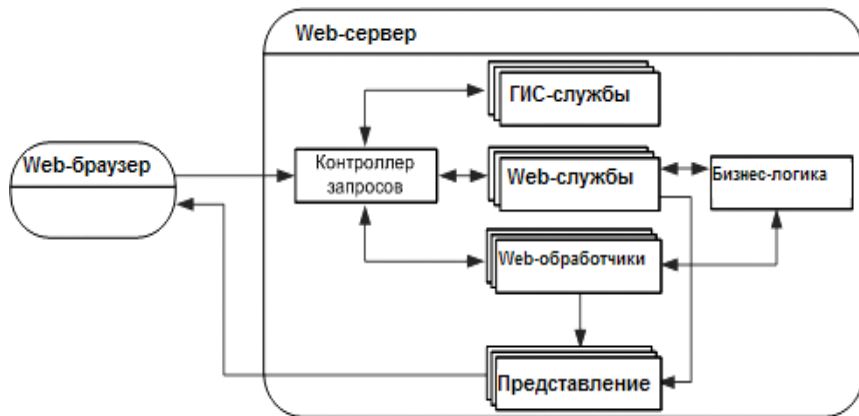 Web-сервер
ГИС-службы
Web-браузер
Контроллер
запросов
Web-службы
Бизнес-логика
Web-обработчики
Представление